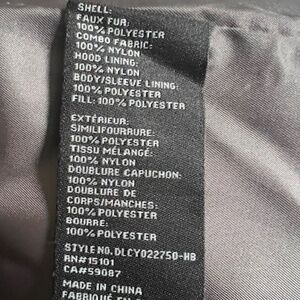 SHELL:
FAUX FUR:
100% POLYESTER
COMBO FABRIC:
100% NYLON
HOOD LINING:
100% NYLON
BODY/SLEEVE LINING:
100% POLYESTER
FILL: 100% POLYESTER
EXTÉRIEUR:
SIMILIFOURRURE:
100% POLYESTER
TISSU MÉLANGÉ:
100% NYLON
DOUBLURE CAPUCHON:
100% NYLON
DOUBLURE DE
CORPS/MANCHES:
100% POLYESTER
BOURRE:
100% POLYESTER
STYLE NO. DLCY022750-HB
RN#15101
CA#59087
MADE IN CHINA
FABRIQUÉ EN